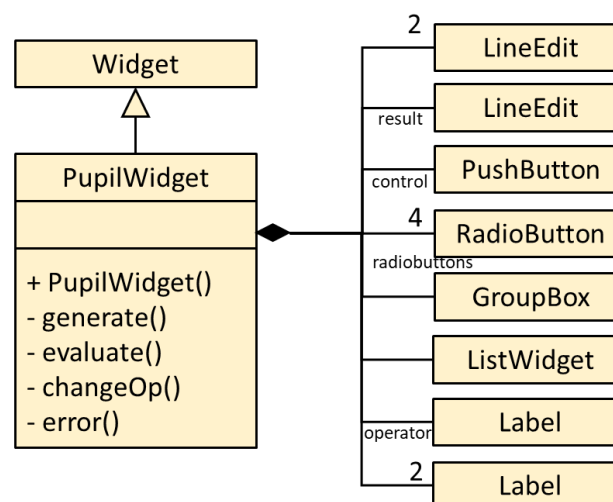 Widget
PupilWidget
+ PupilWidget()
- generate()
- evaluate()
- changeOp()
- error()
2
LineEdit
LineEdit
result
PushButton
control
4
RadioButton
radiobuttons
GroupBox
ListWidget
Label
operator
2
Label